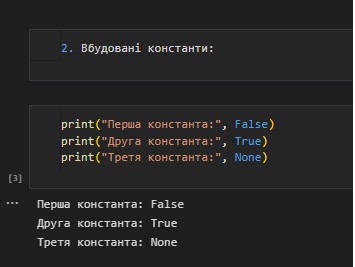 2. Вбудовані константи:
print("Перша константа:", False)
print("Друга константа:", True)
print("Третя константа:", None)
[3]
...
Перша константа: False
Друга константа: True
Третя константа: None